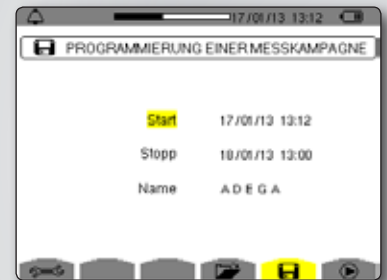 17/01/13 13:12
PROGRAMMIERUNG EINER MESSKAMPAGNE
Start 17/01/13 13:12
Stopp 18/01/13 13:00
Name ADEGA